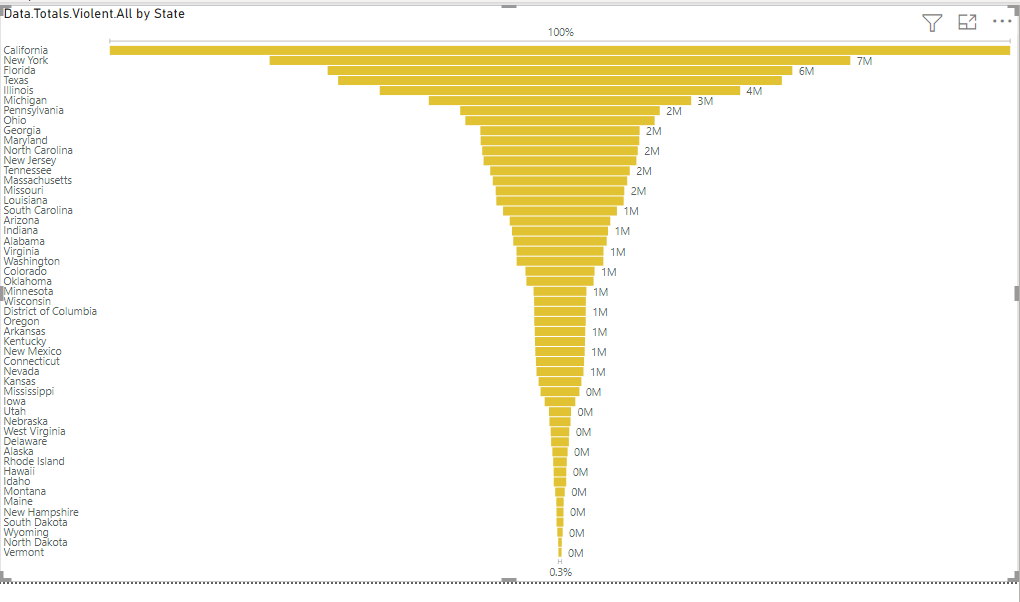 Data.Totals.Violent.All by State
100%
California
New York 7M
Florida 6M
Texas
Illinois 4M
Michigan 3M
Pennsylvania 2M
Ohio
Georgia 2M
Maryland
North Carolina 2M
New Jersey
Tennessee 2M
Massachusetts
Missouri 2M
Louisiana
South Carolina 1M
Arizona
Indiana 1M
Alabama
Virginia 1M
Washington
Colorado 1M
Oklahoma
Minnesota 1M
Wisconsin
District of Columbia 1M
Oregon
Arkansas 1M
Kentucky
New Mexico 1M
Connecticut
Nevada 1M
Kansas
Mississippi 0M
Iowa
Utah 0M
Nebraska
West Virginia 0M
Delaware
Alaska 0M
Rhode Island
Hawaii 0M
Idaho
Montana 0M
Maine
New Hampshire 0M
South Dakota
Wyoming 0M
North Dakota
Vermont 0M
0.3%